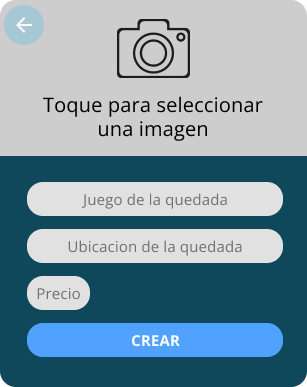 Toque para seleccionar
una imagen
Juego de la quedada
Ubicacion de la quedada
Precio
CREAR